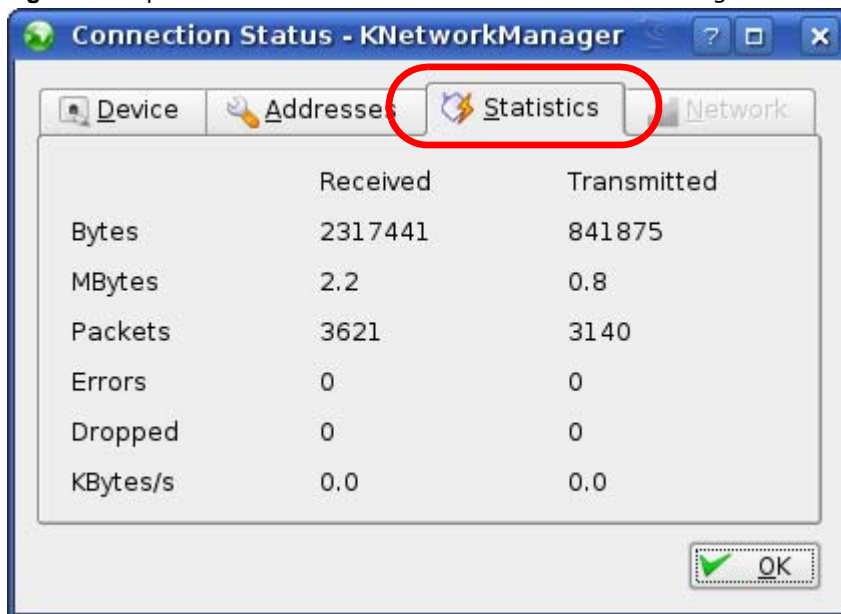 Connection Status - KNetworkManager
Device Addresses Statistics Network
Received Transmitted
Bytes 2317441 841875
MBytes 2.2 0.8
Packets 3621 3140
Errors 0 0
Dropped 0 0
KBytes/s 0.0 0.0
OK